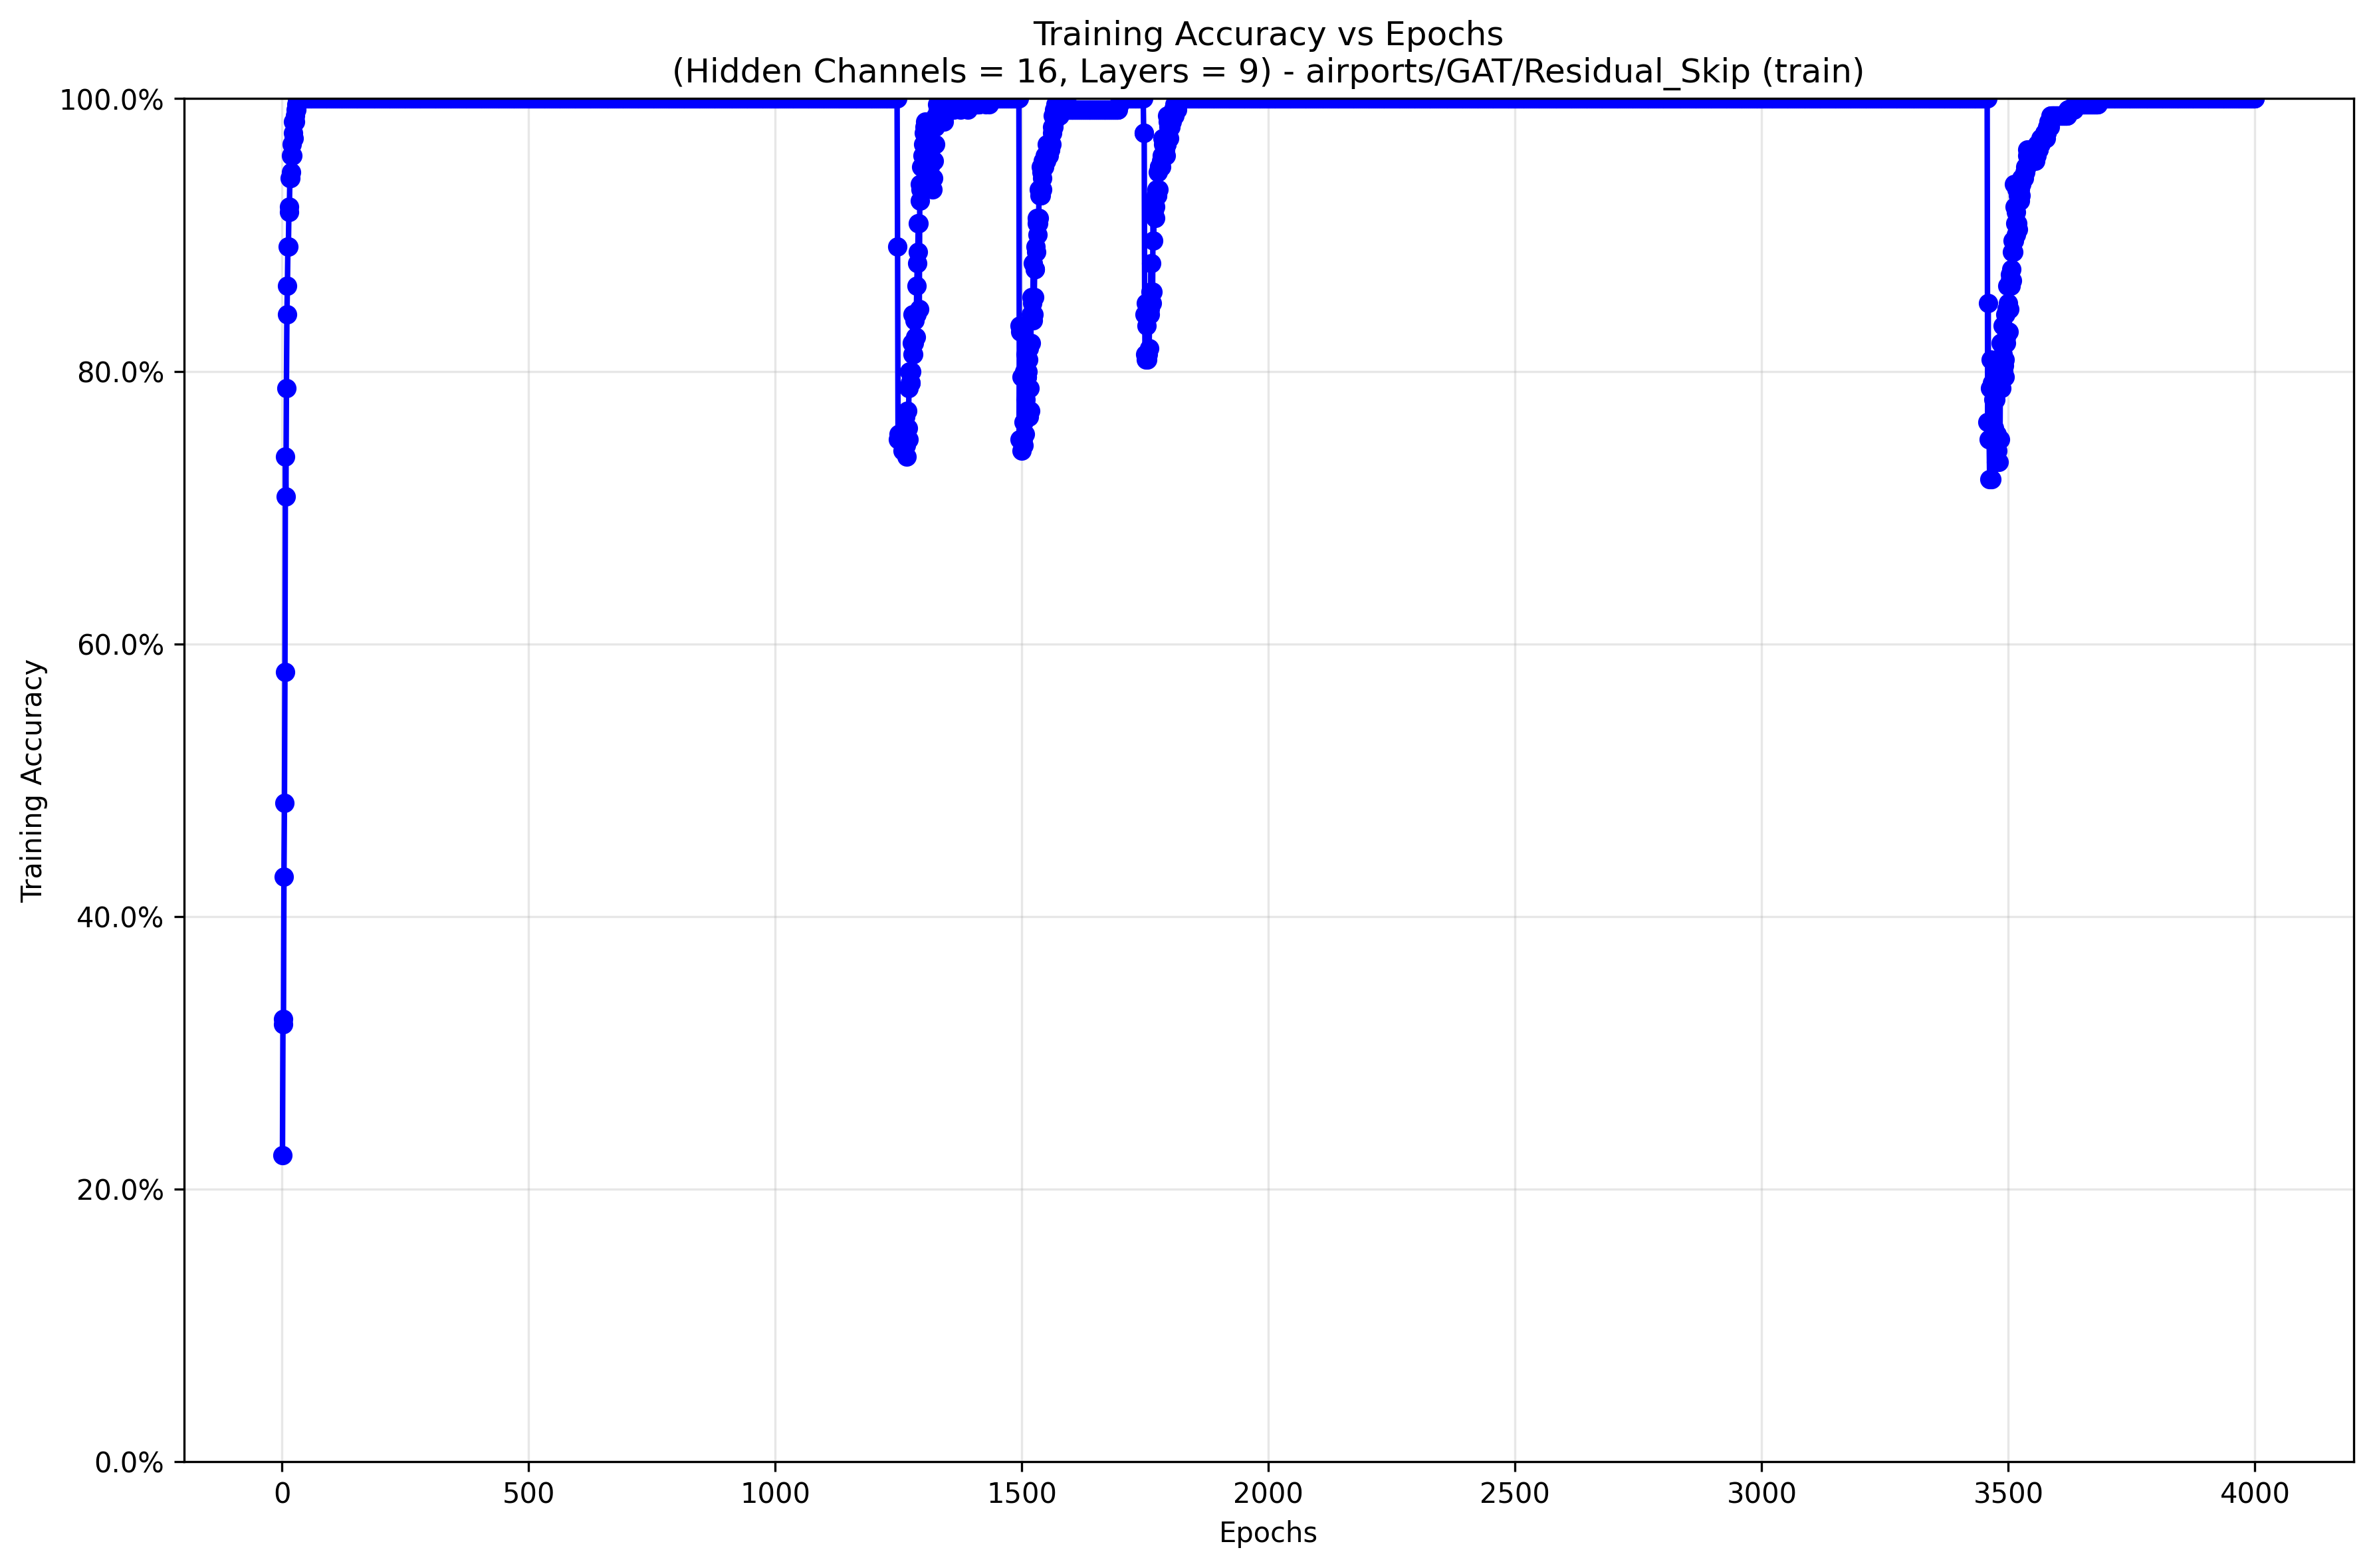 Training Accuracy vs Epochs
(Hidden Channels = 16, Layers = 9) - airports/GAT/Residual_Skip (train)
100.0%
80.0%
60.0%
40.0%
20.0%
0.0%
Training Accuracy
0 500 1000 1500 2000 2500 3000 3500 4000
Epochs